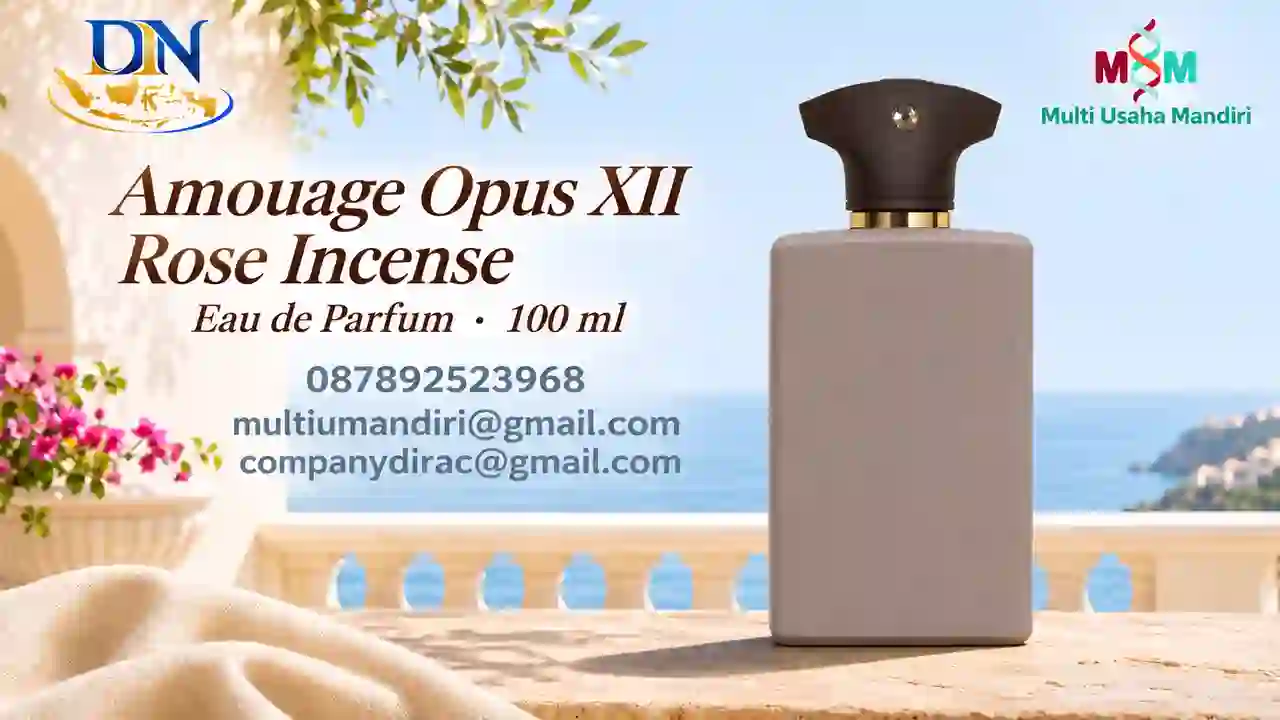 DN
MUM
Multi Usaha Mandiri
Amouage Opus XII
Rose Incense
Eau de Parfum · 100 ml
087892523968
multiumandiri@gmail.com
companydirac@gmail.com